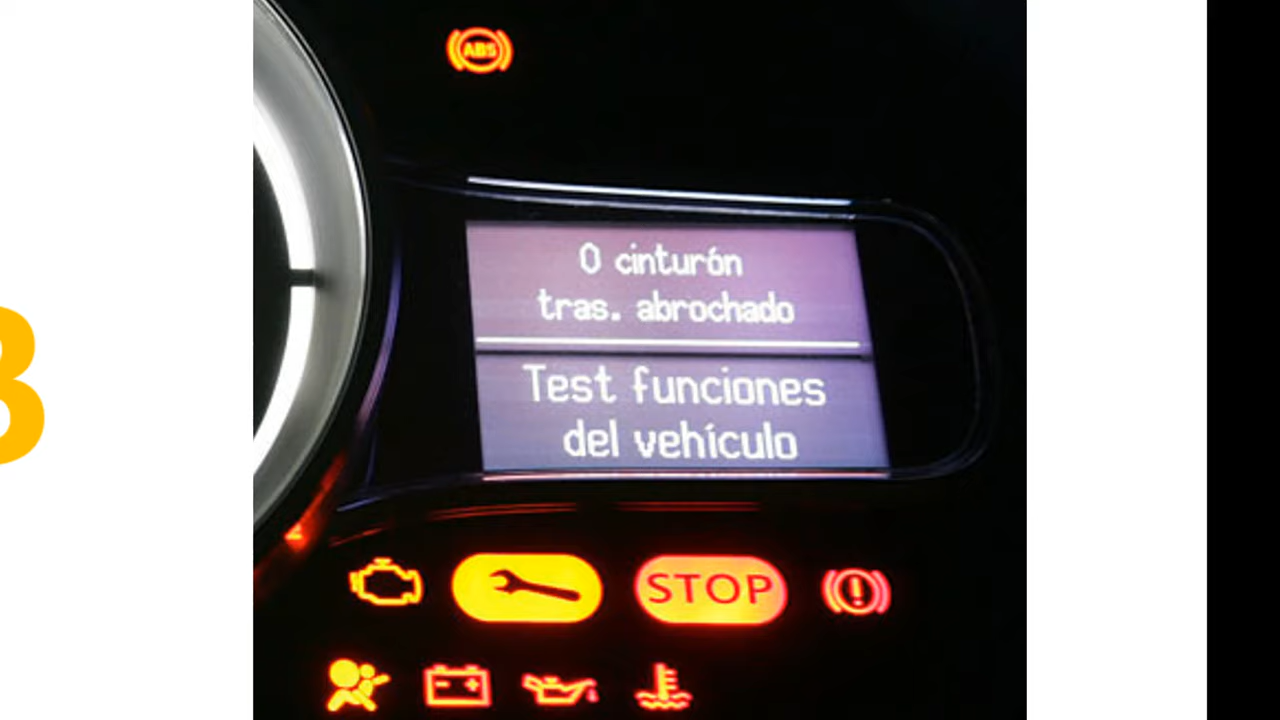 ABS
0 cinturón
tras. abrochado
Test funciones
del vehículo
STOP